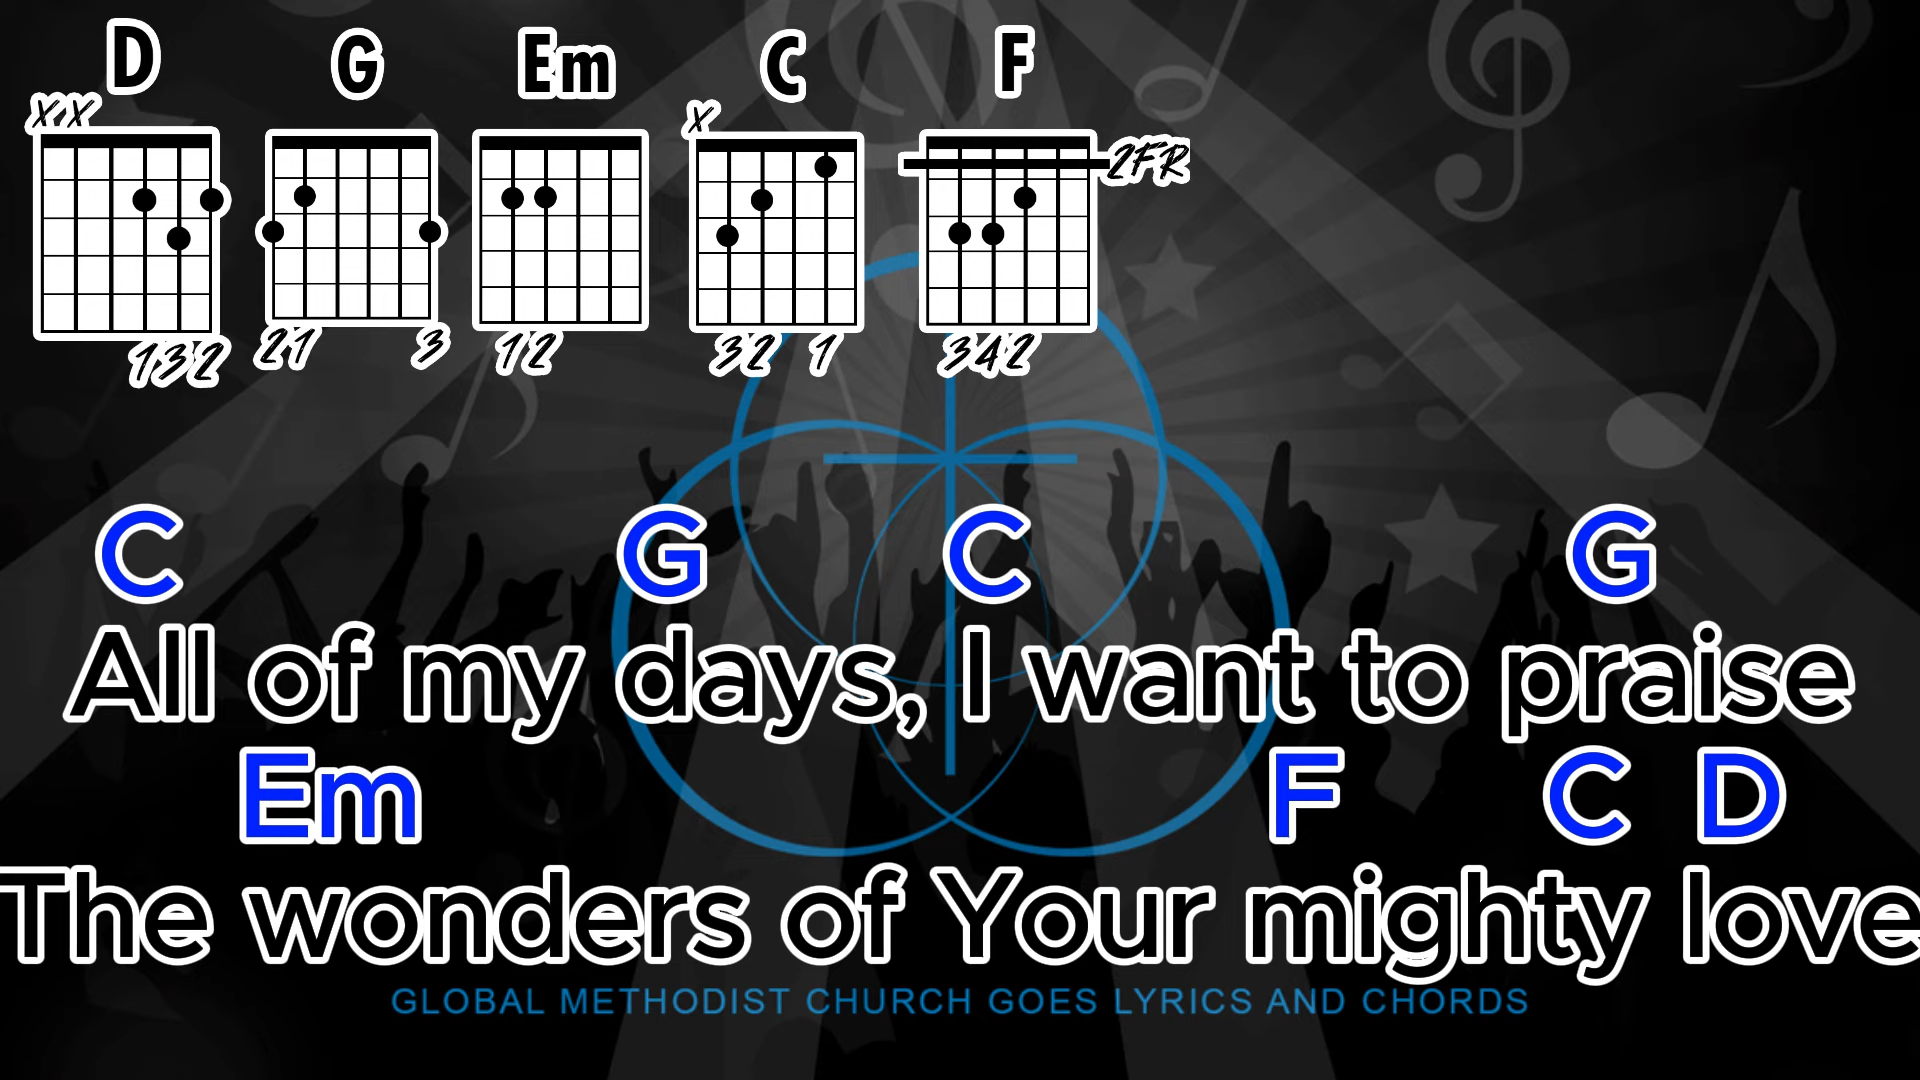 D G Em C F
XX X 2FR
132 21 3 12 32 1 342
C G C G
All of my days, I want to praise
Em F C D
The wonders of Your mighty love
GLOBAL METHODIST CHURCH GOES LYRICS AND CHORDS